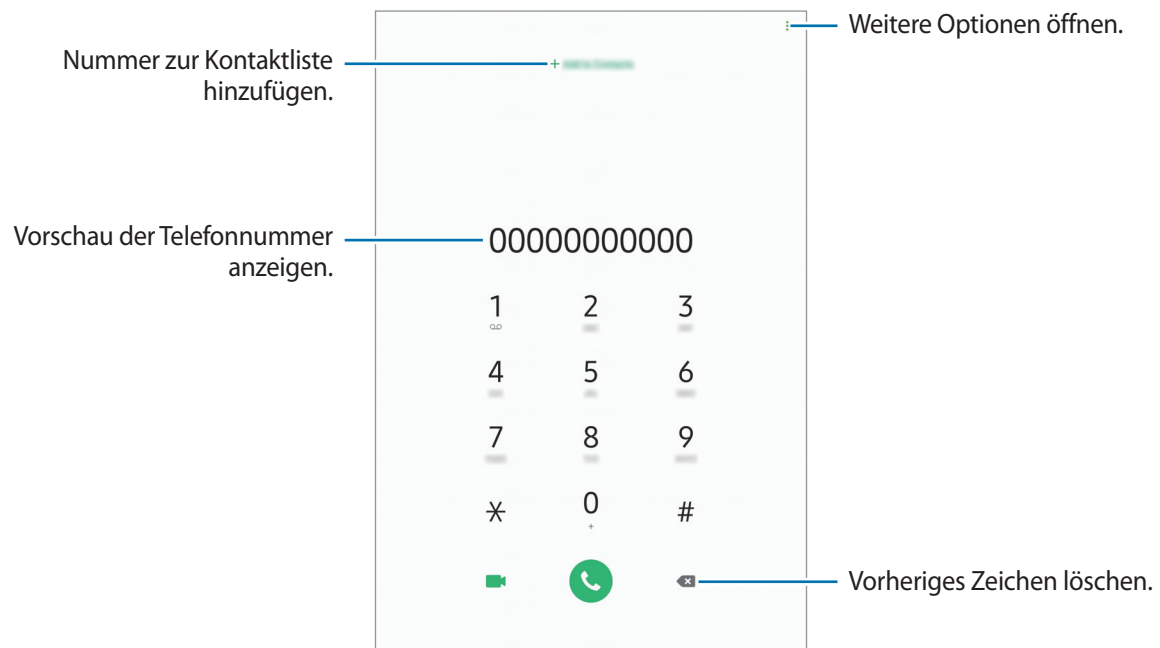 Weitere Optionen öffnen.
Nummer zur Kontaktliste
hinzufügen.
+
Vorschau der Telefonnummer
anzeigen.
00000000000
1 2 3
4 5 6
7 8 9
* 0 #
+
Vorheriges Zeichen löschen.